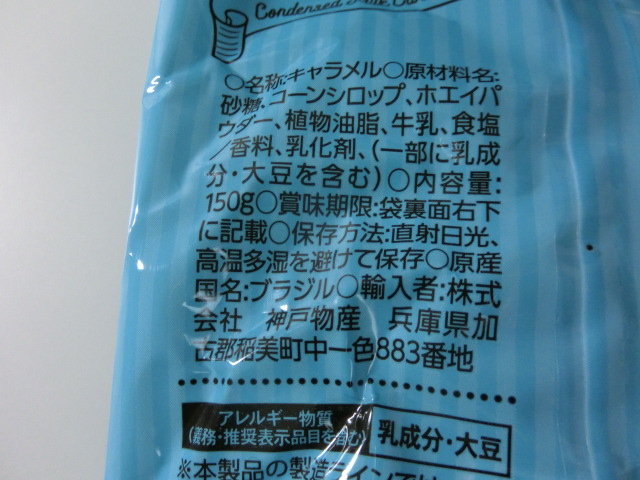 Condensed Milk
○名称:キャラメル○原材料名:
砂糖、コーンシロップ、ホエイパ
ウダー、植物油脂、牛乳、食塩
/香料、乳化剤、(一部に乳成
分・大豆を含む)○内容量:
150g○賞味期限:袋裏面右下
に記載○保存方法:直射日光、
高温多湿を避けて保存○原産
国名:ブラジル○輸入者:株式
会社 神戸物産 兵庫県加
古郡稲美町中一色883番地
アレルギー物質
(義務・推奨表示品目を含む)
乳成分・大豆
※本製品の製造ラインでは